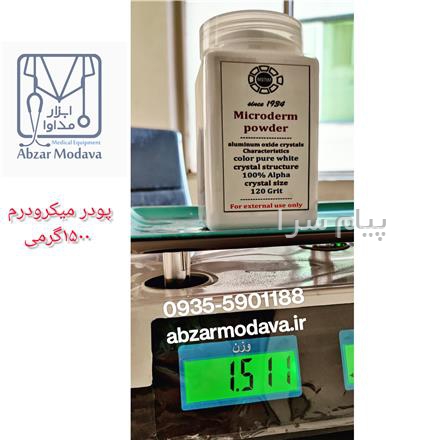 ابزار
مداوا
Medical Equipment
Abzar Modava
پودر میکرودرم
۱۵۰۰گرمی
since 1934
Microderm
powder
aluminum oxide crystals
Characteristics
color pure white
crystal structure
100% Alpha
crystal size
120 Grit
For external use only
پیام سرا
0935-5901188
abzarmodava.ir
وزن
1.511